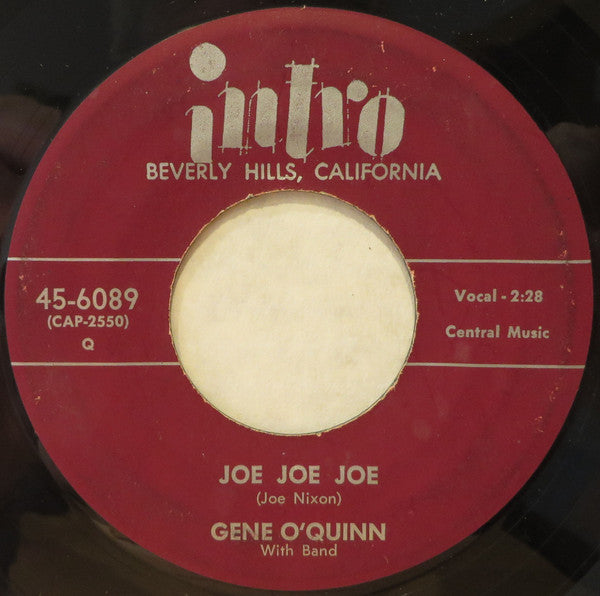 intro
BEVERLY HILLS, CALIFORNIA
45-6089
(CAP-2550)
Q
Vocal - 2:28
Central Music
JOE JOE JOE
(Joe Nixon)
GENE O'QUINN
With Band